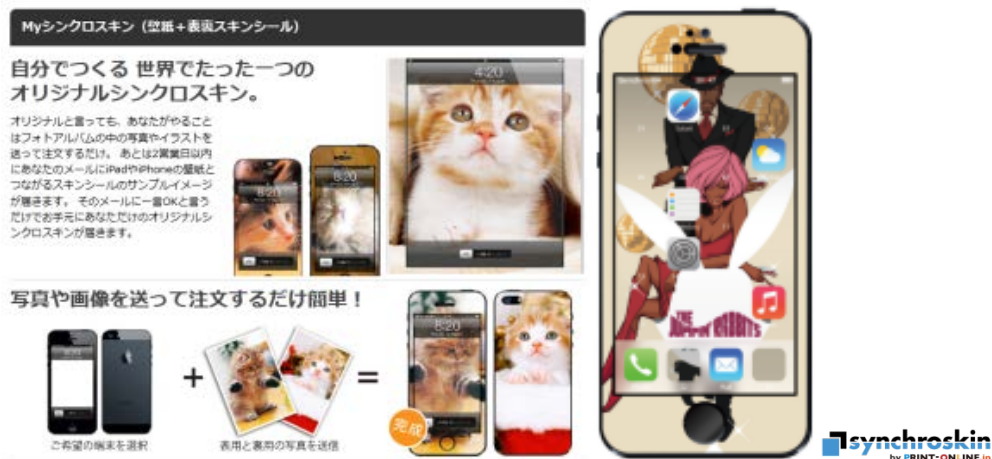 Myシンクロスキン（壁紙＋表裏スキンシール）
自分でつくる 世界でたった一つの
オリジナルシンクロスキン。
オリジナルと言っても、あなたがやること
はフォトアルバムの中の写真やイラストを
送って注文するだけ。 あとは2営業日以内
にあなたのメールにiPadやiPhoneの壁紙と
つながるスキンシールのサンプルイメージ
が届きます。 そのメールに一言OKと言う
だけでお手元にあなただけのオリジナルシ
ンクロスキンが届きます。
8:20
8:20
4:20
写真や画像を送って注文するだけ簡単！
+
=
8:20
完成
ご希望の端末を選択
表用と裏用の写真を送信
THE
JUMPIN RABBITS
synchroskin
by PRINT-ONLINE.jp